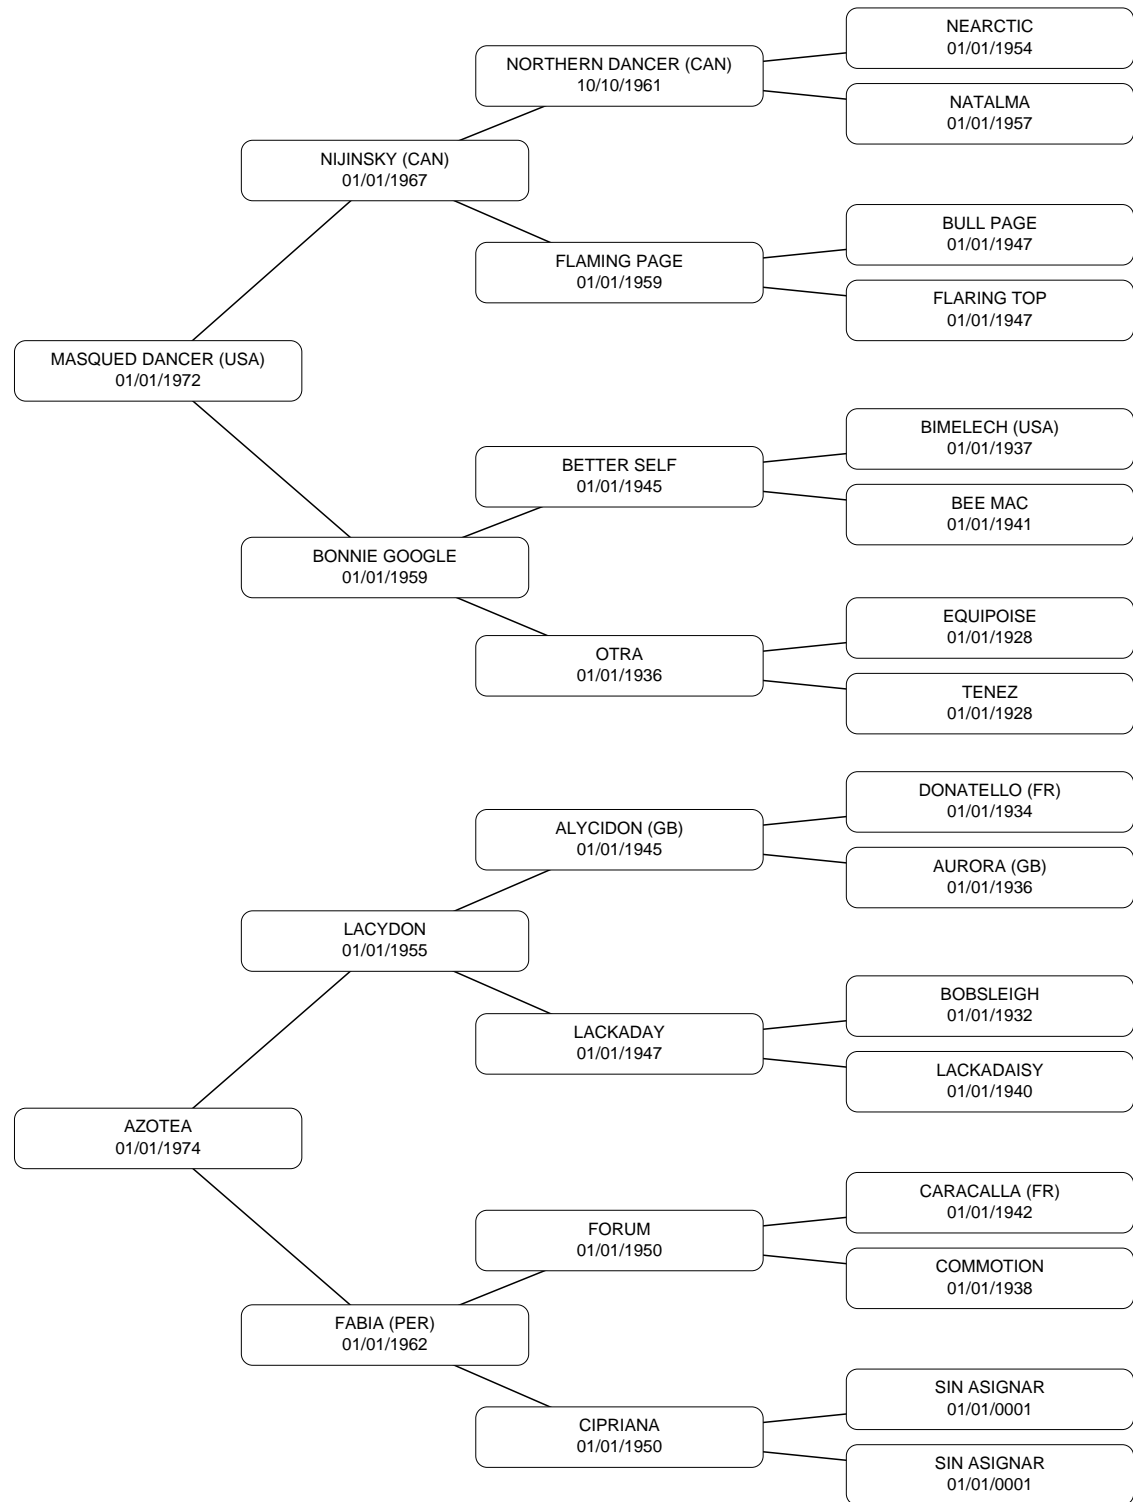 NEARCTIC
01/01/1954
NORTHERN DANCER (CAN)
10/10/1961
NATALMA
01/01/1957
NIJINSKY (CAN)
01/01/1967
BULL PAGE
01/01/1947
FLAMING PAGE
01/01/1959
FLARING TOP
01/01/1947
MASQUED DANCER (USA)
01/01/1972
BIMELECH (USA)
01/01/1937
BETTER SELF
01/01/1945
BEE MAC
01/01/1941
BONNIE GOOGLE
01/01/1959
EQUIPOISE
01/01/1928
OTRA
01/01/1936
TENEZ
01/01/1928
DONATELLO (FR)
01/01/1934
ALYCIDON (GB)
01/01/1945
AURORA (GB)
01/01/1936
LACYDON
01/01/1955
BOBSLEIGH
01/01/1932
LACKADAY
01/01/1947
LACKADAISY
01/01/1940
AZOTEA
01/01/1974
CARACALLA (FR)
01/01/1942
FORUM
01/01/1950
COMMOTION
01/01/1938
FABIA (PER)
01/01/1962
SIN ASIGNAR
01/01/0001
CIPRIANA
01/01/1950
SIN ASIGNAR
01/01/0001